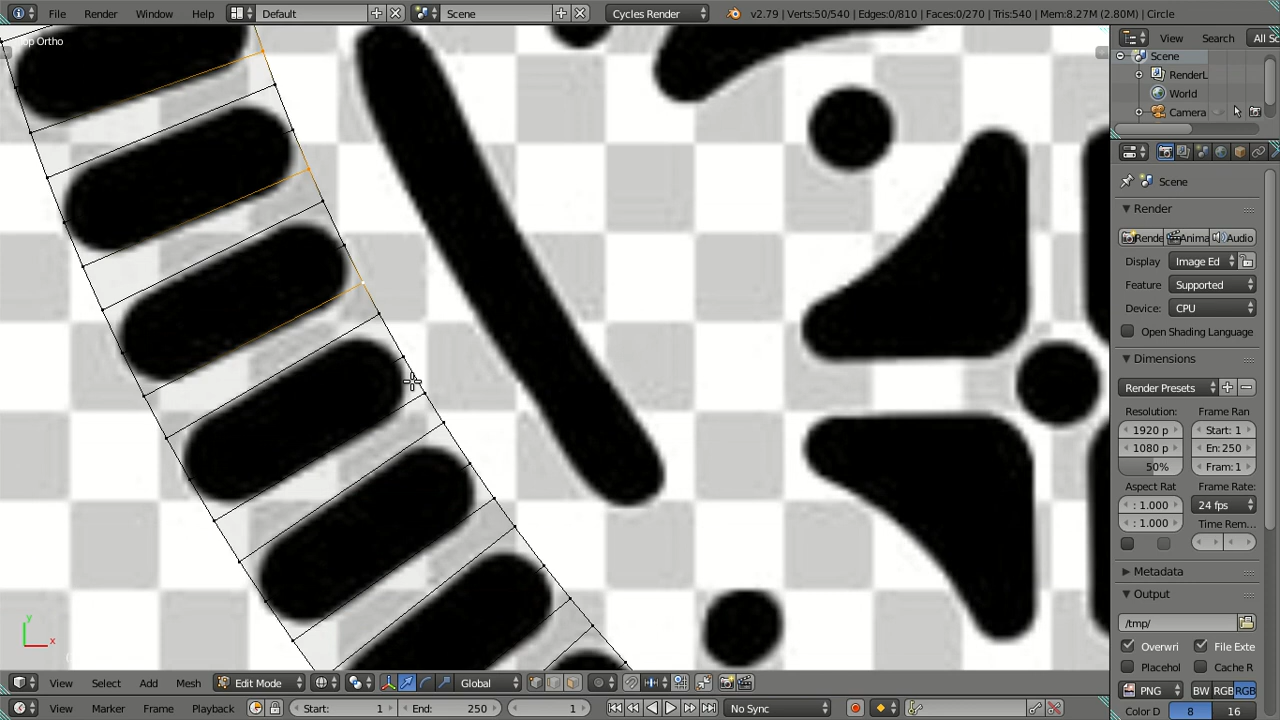 File Render Window Help Default Scene Cycles Render v2.79 | Verts:50/540 | Edges:0/810 | Faces:0/270 | Tris:540 | Mem:8.27M (2.80M) | Circle
Ortho
View Search All Sc
Scene
RenderL
World
Camera
Scene
Render
Rende Anima Audio
Display Image Ed
Feature Supported
Device: CPU
Open Shading Language
Dimensions
Render Presets
Resolution: Frame Ran
1920 p Start: 1
1080 p En: 250
50% Fram: 1
Aspect Rat Frame Rate:
: 1.000 24 fps
: 1.000 Time Rem...
Metadata
Output
/tmp/
Overwri File Exte
Placehol Cache R
PNG BW RGB RGB
Color D 8 16
y
x
View Select Add Mesh Edit Mode Global
View Marker Frame Playback Start: 1 End: 250 1 No Sync